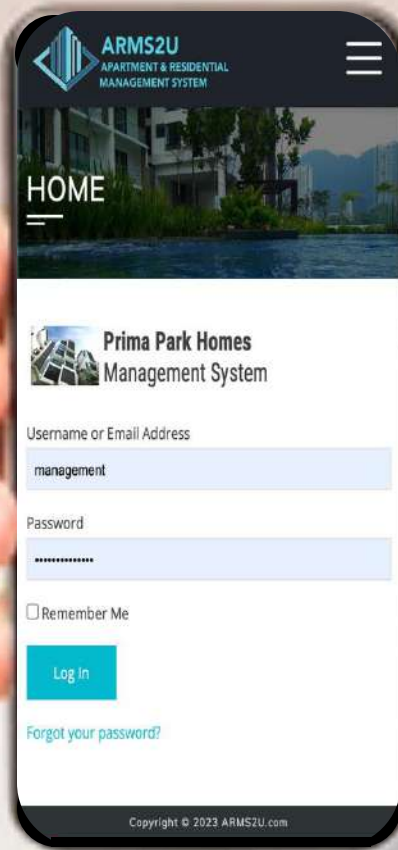 ARMS2U
APARTMENT & RESIDENTIAL
MANAGEMENT SYSTEM
HOME
Prima Park Homes
Management System
Username or Email Address
management
Password
••••••••••••••
Remember Me
Log In
Forgot your password?
Copyright © 2023 ARMS2U.com